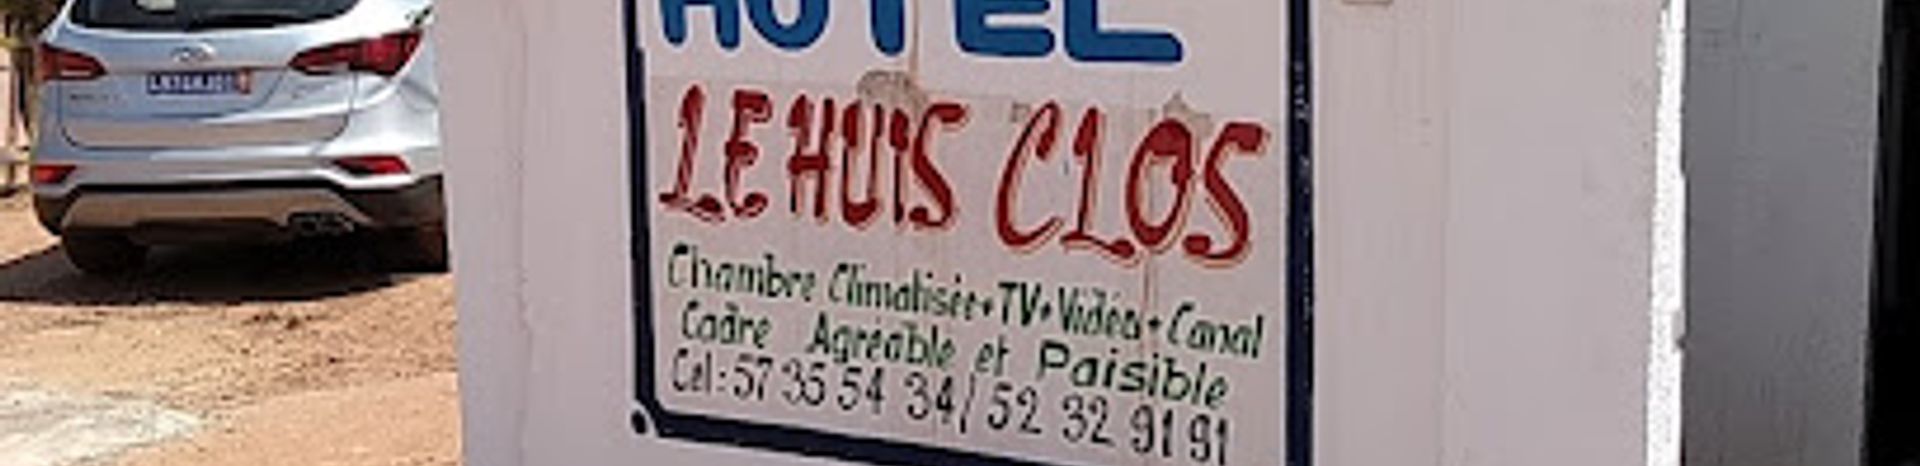 HOTEL
LE HUIS CLOS
Chambre Climatisée+TV+Vidéo+Canal
Cadre Agréable et Paisible
Cel:57 35 54 34/52 32 91 91